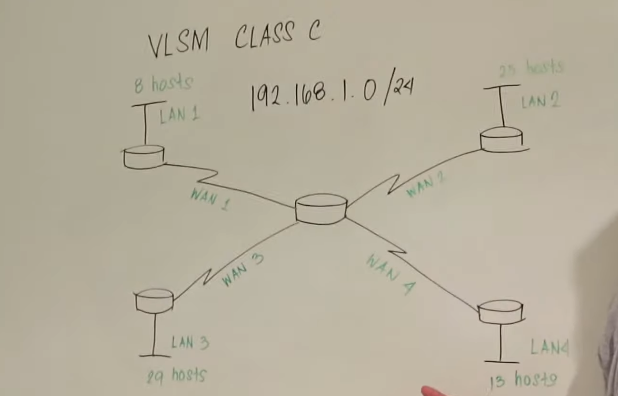 VLSM CLASS C
192.168.1.0/24
8 hosts
LAN 1
25 hosts
LAN 2
WAN 1
WAN 2
WAN 3
WAN 4
LAN 3
29 hosts
LAN4
13 hosts